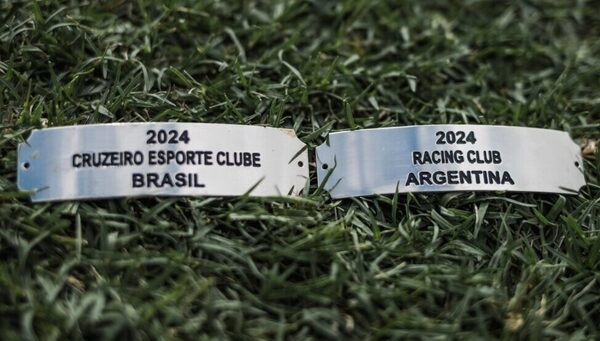 2024
CRUZEIRO ESPORTE CLUBE
BRASIL
2024
RACING CLUB
ARGENTINA